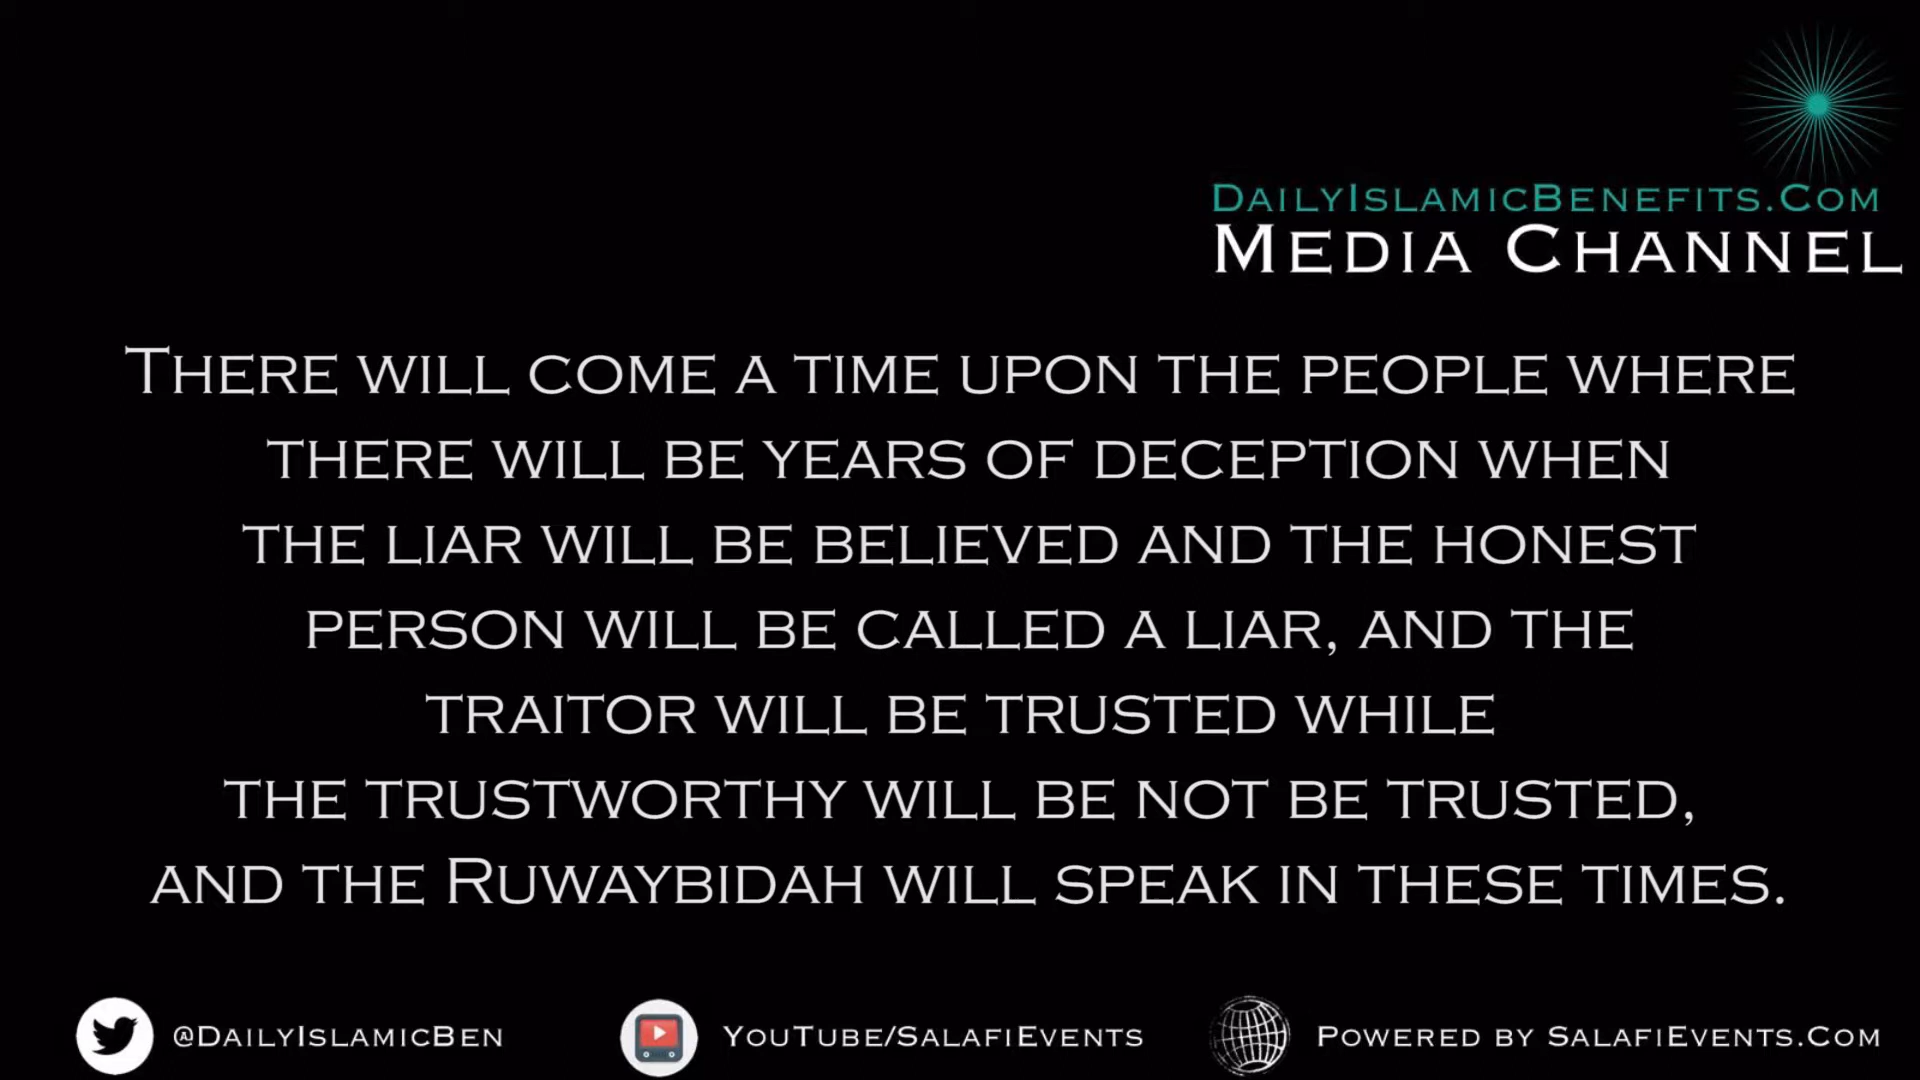 DailyIslamicBenefits.Com
Media Channel
There will come a time upon the people where
there will be years of deception when
the liar will be believed and the honest
person will be called a liar, and the
traitor will be trusted while
the trustworthy will be not be trusted,
and the Ruwaybidah will speak in these times.
@DailyIslamicBen
YouTube/SalafiEvents
Powered by SalafiEvents.Com